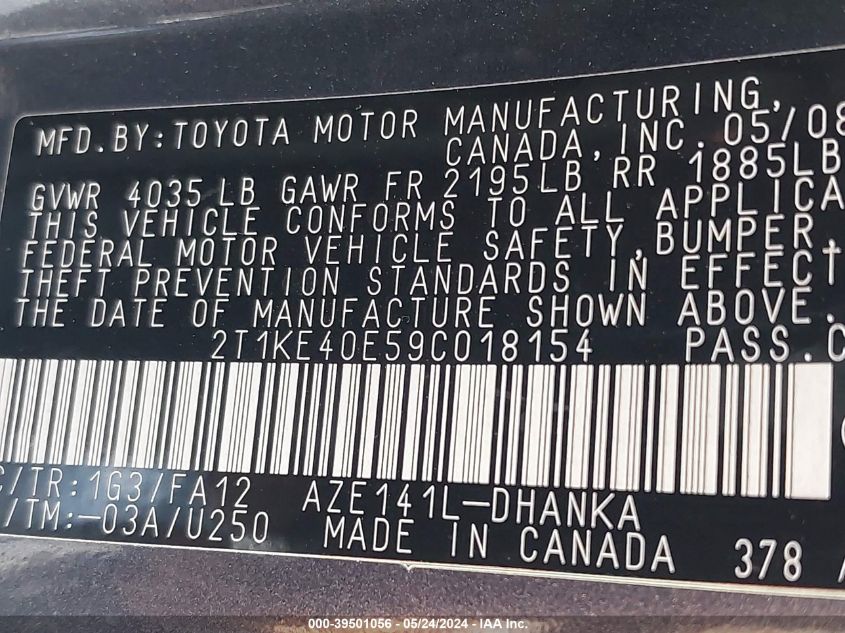 MFD.BY:TOYOTA MOTOR MANUFACTURING,
CANADA,INC.05/08
GVWR 4035LB GAWR FR 2195LB RR 1885LB
THIS VEHICLE CONFORMS TO ALL APPLICA
FEDERAL MOTOR VEHICLE SAFETY,BUMPER,
THEFT PREVENTION STANDARDS IN EFFECT
THE DATE OF MANUFACTURE SHOWN ABOVE.
2T1KE40E59C018154 PASS.C
C/TR:1G3/FA12 AZE141L-DHANKA
/TM:-03A/U250 MADE IN CANADA 378
000-39501056 - 05/24/2024 - IAA Inc.